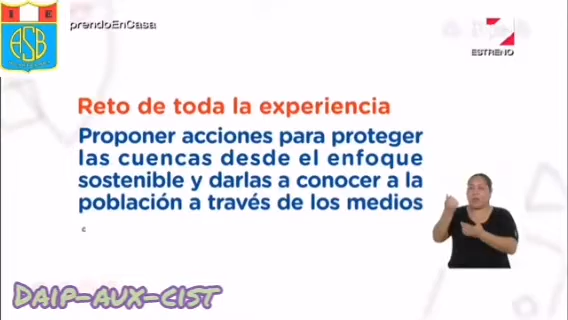 I E
ASB
prendoEnCasa
ESTRENO
Reto de toda la experiencia
Proponer acciones para proteger
las cuencas desde el enfoque
sostenible y darlas a conocer a la
población a través de los medios
DAIP-AUX-CIST